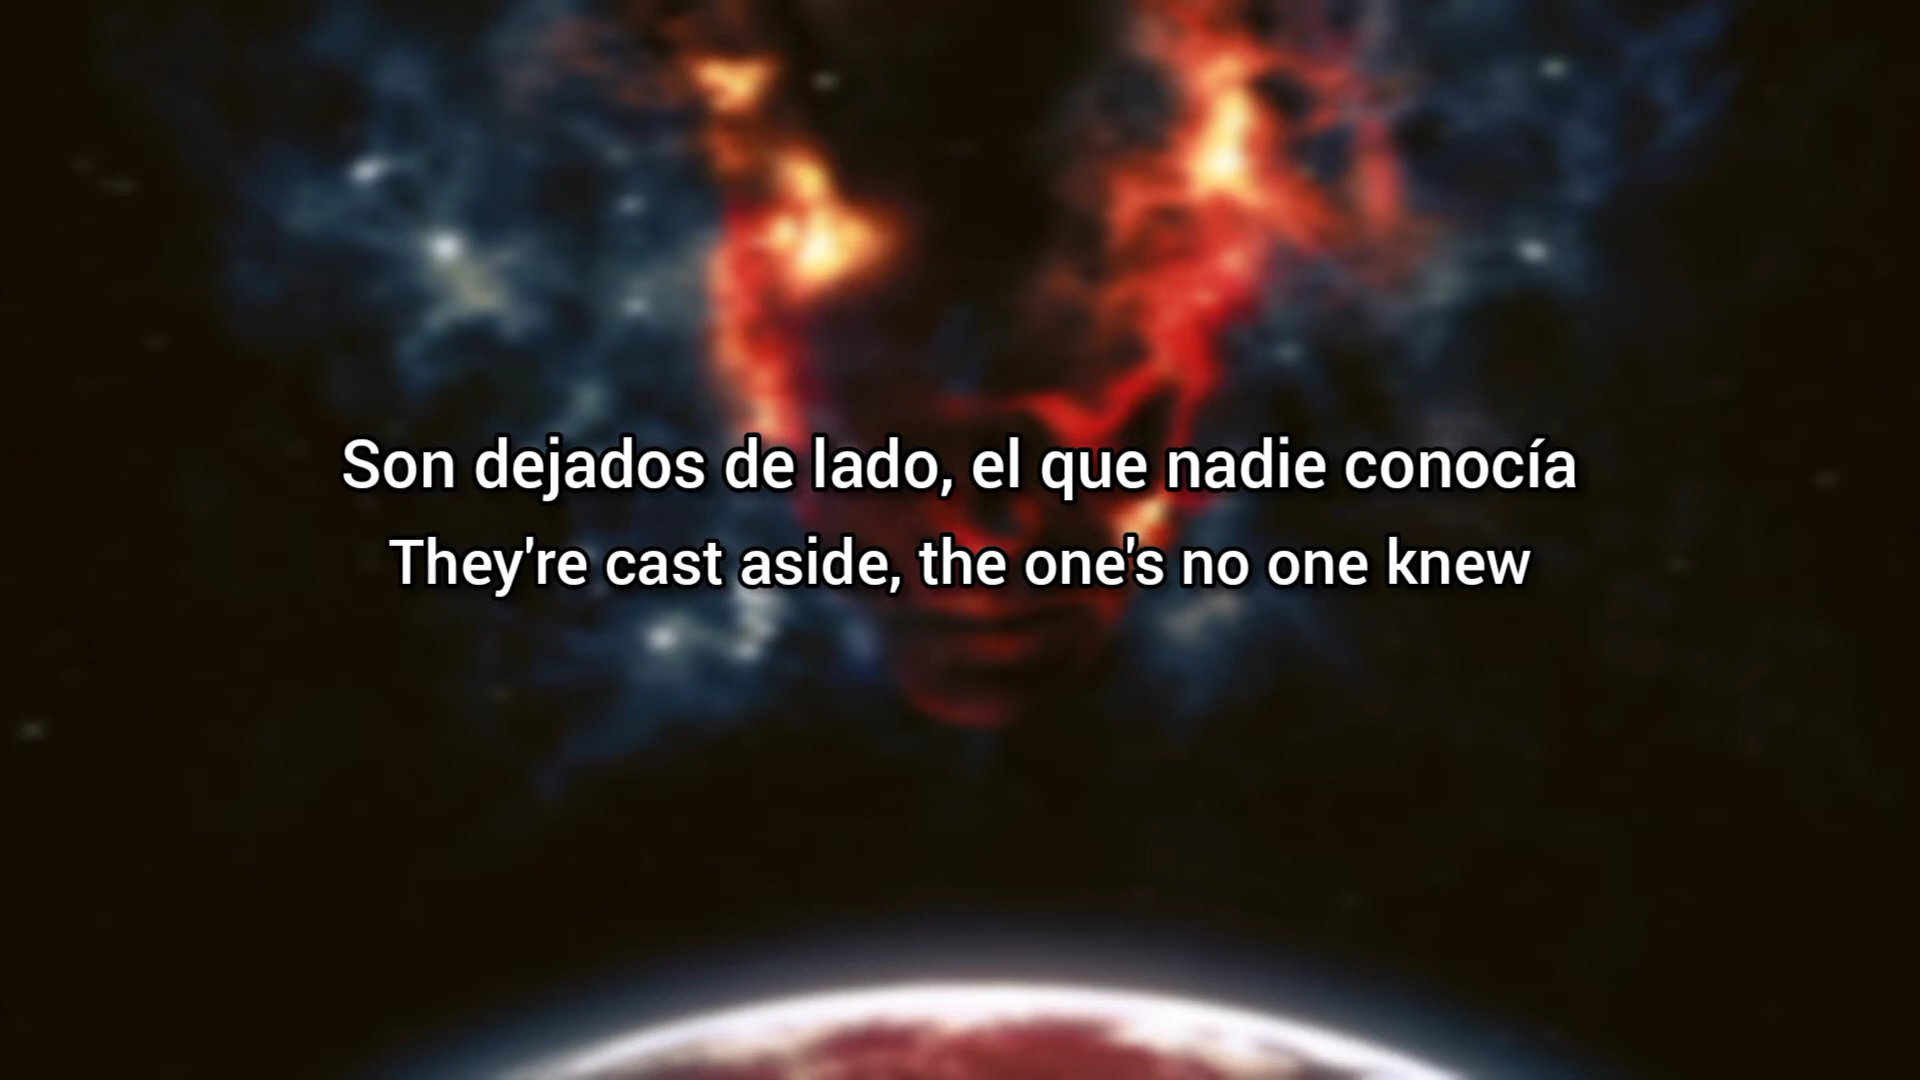 Son dejados de lado, el que nadie conocía
They're cast aside, the one's no one knew